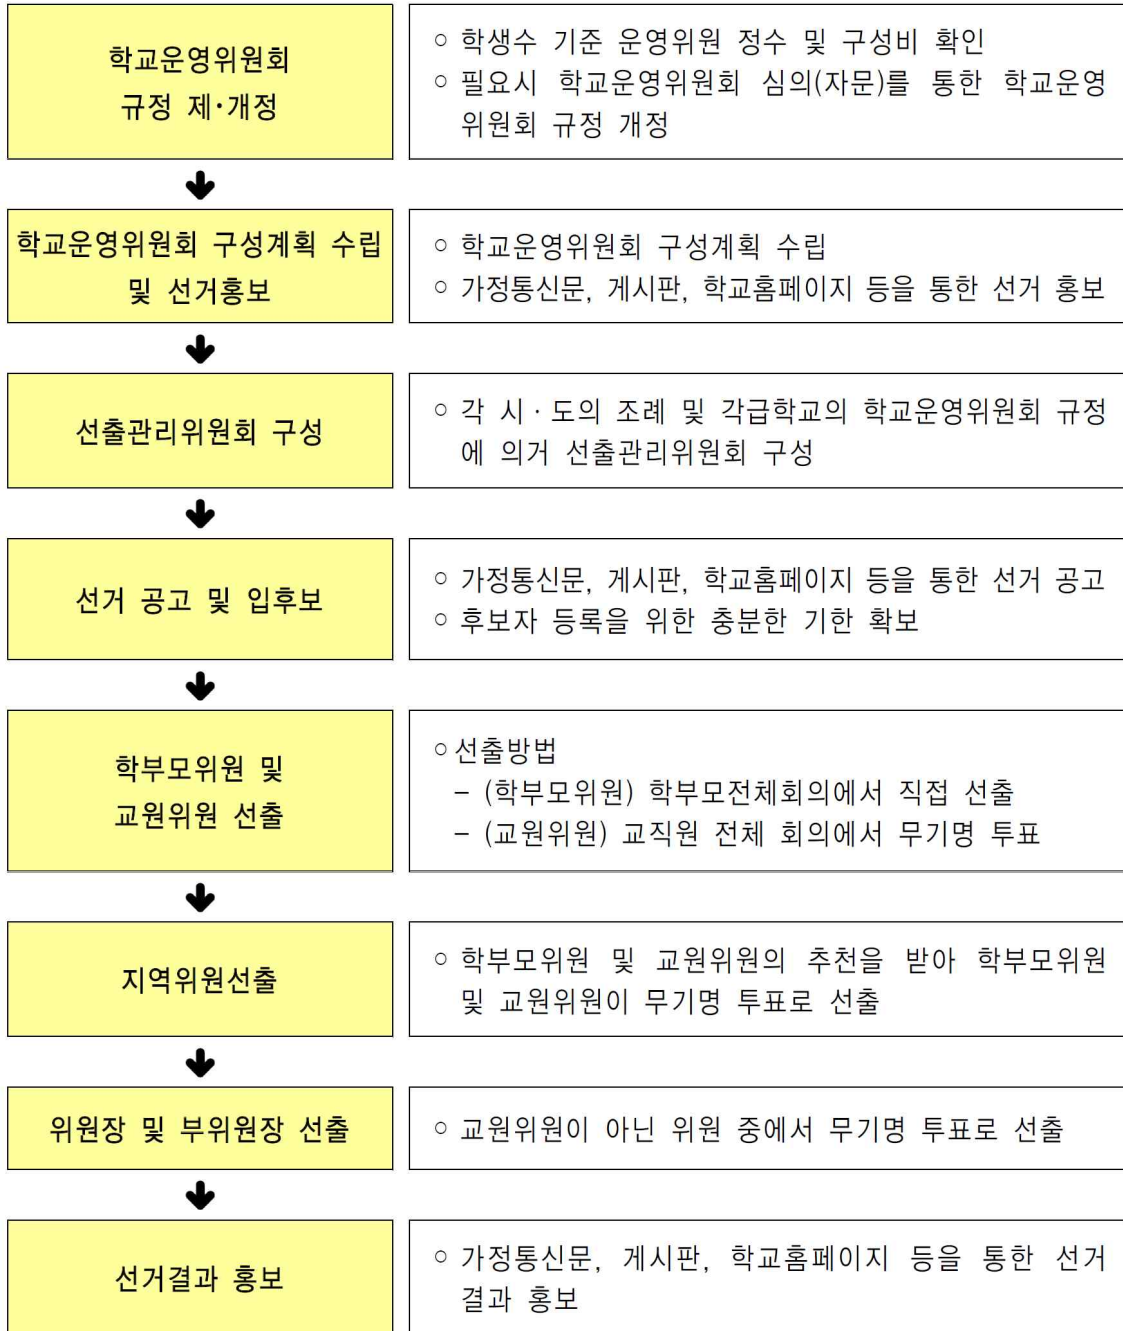 학교운영위원회
규정 제·개정
○ 학생수 기준 운영위원 정수 및 구성비 확인
○ 필요시 학교운영위원회 심의(자문)를 통한 학교운영
위원회 규정 개정
학교운영위원회 구성계획 수립
및 선거홍보
○ 학교운영위원회 구성계획 수립
○ 가정통신문, 게시판, 학교홈페이지 등을 통한 선거 홍보
선출관리위원회 구성
○ 각 시·도의 조례 및 각급학교의 학교운영위원회 규정
에 의거 선출관리위원회 구성
선거 공고 및 입후보
○ 가정통신문, 게시판, 학교홈페이지 등을 통한 선거 공고
○ 후보자 등록을 위한 충분한 기한 확보
학부모위원 및
교원위원 선출
○ 선출방법
- (학부모위원) 학부모전체회의에서 직접 선출
- (교원위원) 교직원 전체 회의에서 무기명 투표
지역위원선출
○ 학부모위원 및 교원위원의 추천을 받아 학부모위원
및 교원위원이 무기명 투표로 선출
위원장 및 부위원장 선출
○ 교원위원이 아닌 위원 중에서 무기명 투표로 선출
선거결과 홍보
○ 가정통신문, 게시판, 학교홈페이지 등을 통한 선거
결과 홍보